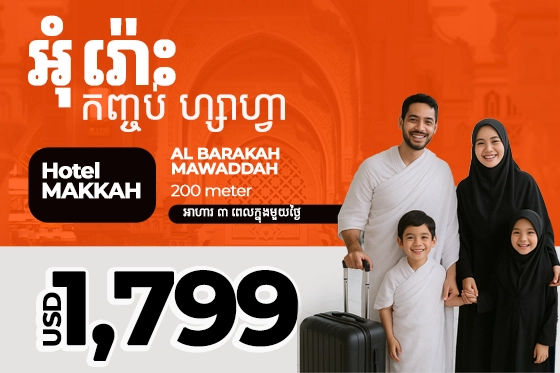 អុំរ៉ោះ
កញ្ចប់ ហ្សាហ្វា
Hotel
MAKKAH
AL BARAKAH
MAWADDAH
200 meter
អាហារ ៣ ពេលក្នុងមួយថ្ងៃ
USD 1,799